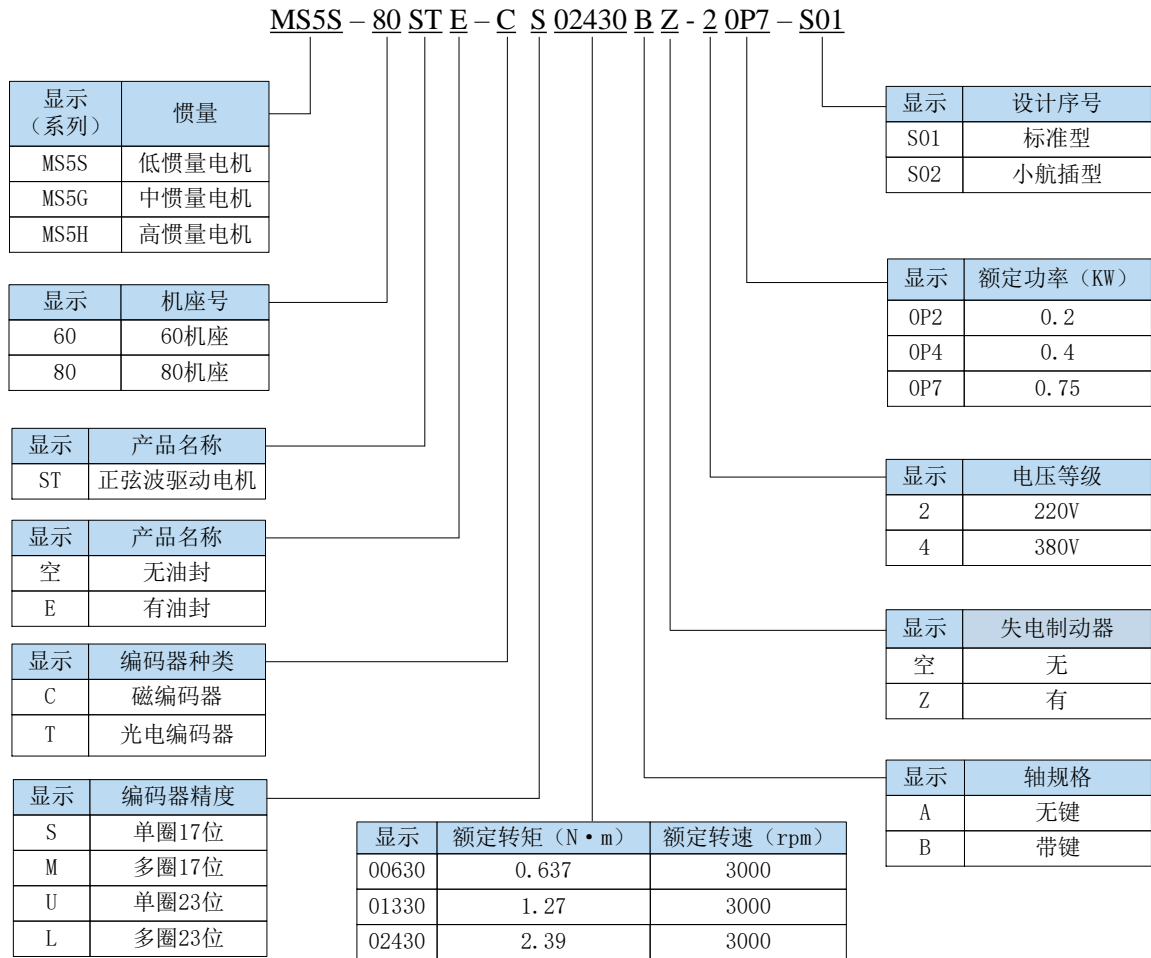 MS5S – 80 ST E – C S 02430 B Z - 2 0P7 – S01
显示
（系列） 惯量
MS5S 低惯量电机
MS5G 中惯量电机
MS5H 高惯量电机
显示 机座号
60 60机座
80 80机座
显示 产品名称
ST 正弦波驱动电机
显示 产品名称
空 无油封
E 有油封
显示 编码器种类
C 磁编码器
T 光电编码器
显示 编码器精度
S 单圈17位
M 多圈17位
U 单圈23位
L 多圈23位
显示 额定转矩（N•m） 额定转速（rpm）
00630 0.637 3000
01330 1.27 3000
02430 2.39 3000
显示 设计序号
S01 标准型
S02 小航插型
显示 额定功率（KW）
0P2 0.2
0P4 0.4
0P7 0.75
显示 电压等级
2 220V
4 380V
显示 失电制动器
空 无
Z 有
显示 轴规格
A 无键
B 带键